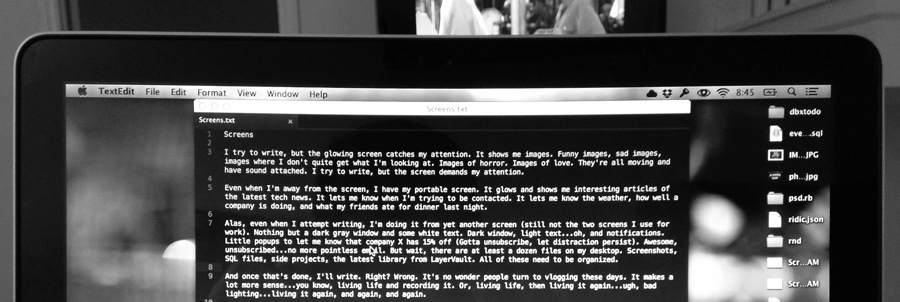 TextEdit File Edit Format View Window Help 8:45
Screens.txt
Screens.txt x
1 Screens
2
3 I try to write, but the glowing screen catches my attention. It shows me images. Funny images, sad images,
images where I don't quite get what I'm looking at. Images of horror. Images of love. They're all moving and
have sound attached. I try to write, but the screen demands my attention.
4
5 Even when I'm away from the screen, I have my portable screen. It glows and shows me interesting articles of
the latest tech news. It lets me know when I'm trying to be contacted. It lets me know the weather, how well a
company is doing, and what my friends ate for dinner last night.
6
7 Alas, even when I attempt writing, I'm doing it from yet another screen (still not the two screens I use for
work). Nothing but a dark gray window and some white text. Dark window, light text...oh, and notifications.
Little popups to let me know that company X has 15% off (Gotta unsubscribe, let distraction persist). Awesome,
unsubscribed...no more pointless email. But wait, there are at least a dozen files on my desktop. Screenshots,
SQL files, side projects, the latest library from LayerVault. All of these need to be organized.
8
9 And once that's done, I'll write. Right? Wrong. It's no wonder people turn to vlogging these days. It makes a
lot more sense...you know, living life and recording it. Or, living life, then living it again...ugh, bad
lighting...living it again, and again, and again.
dbxtodo
eve...sql
IM...JPG
ph...jpg
psd.rb
ridic.json
rnd
Scr...AM
Scr...AM